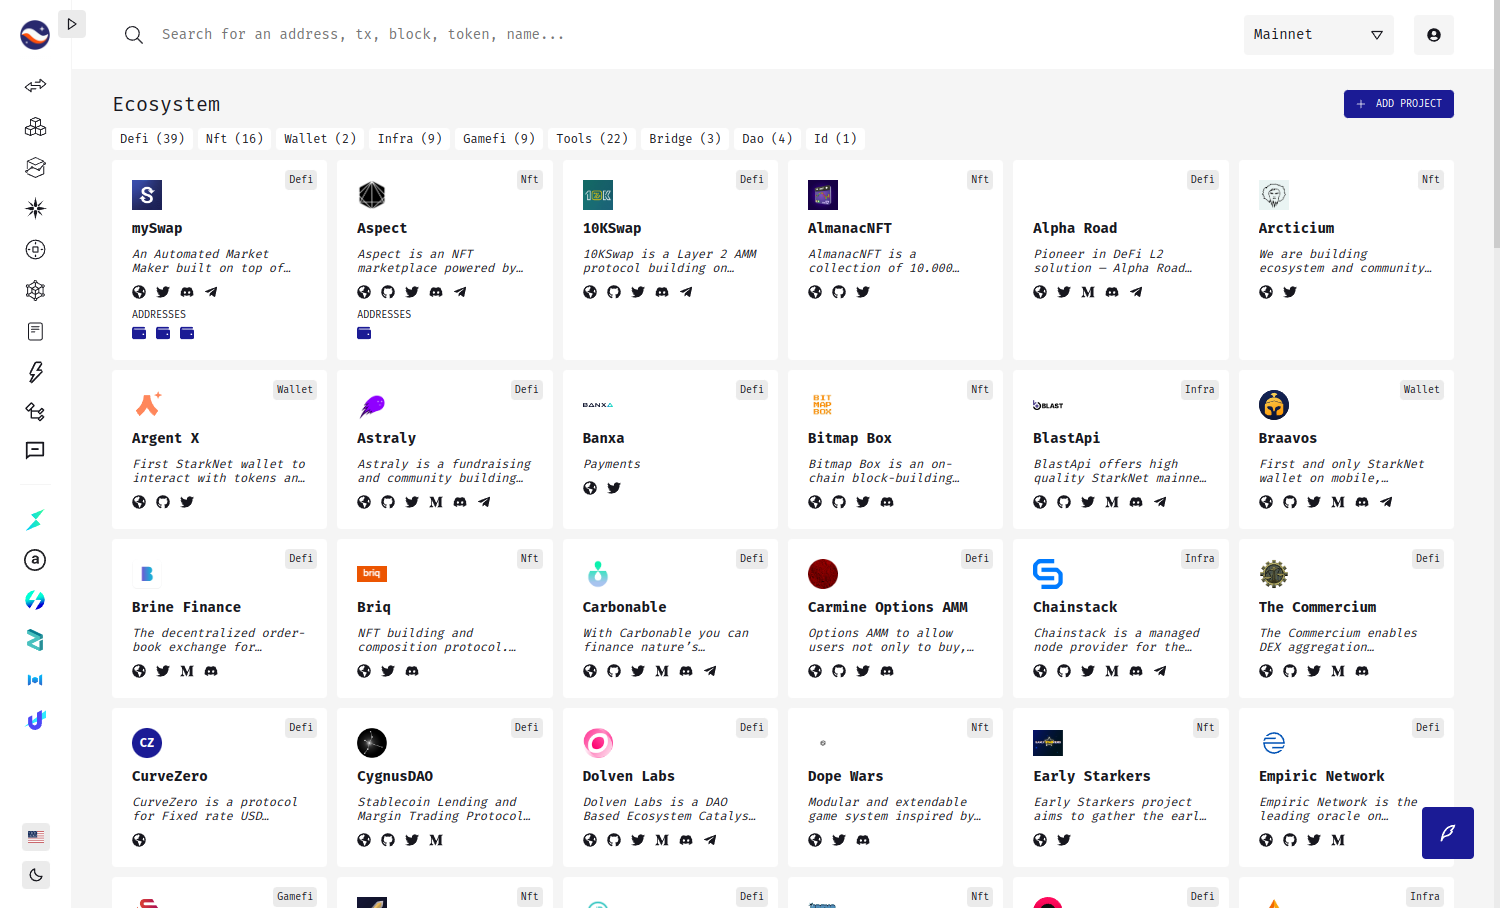 Search for an address, tx, block, token, name...
Mainnet
Ecosystem
ADD PROJECT
Defi (39)
Nft (16)
Wallet (2)
Infra (9)
Gamefi (9)
Tools (22)
Bridge (3)
Dao (4)
Id (1)
Defi
S
mySwap
An Automated Market
Maker built on top of…
ADDRESSES
Nft
Aspect
Aspect is an NFT
marketplace powered by…
ADDRESSES
Defi
10K
10KSwap
10KSwap is a Layer 2 AMM
protocol building on…
Nft
AlmanacNFT
AlmanacNFT is a
collection of 10.000…
Defi
Alpha Road
Pioneer in DeFi L2
solution — Alpha Road…
Nft
Arcticium
We are building
ecosystem and community…
Wallet
Argent X
First StarkNet wallet to
interact with tokens an…
Defi
Astraly
Astraly is a fundraising
and community building…
Defi
BANXA
Banxa
Payments
Nft
BIT
MAP
BOX
Bitmap Box
Bitmap Box is an on-
chain block-building…
Infra
BLAST
BlastApi
BlastApi offers high
quality StarkNet mainne…
Wallet
Braavos
First and only StarkNet
wallet on mobile,…
Defi
B
Brine Finance
The decentralized order-
book exchange for…
Nft
briq
Briq
NFT building and
composition protocol.…
Defi
Carbonable
With Carbonable you can
finance nature’s…
Defi
Carmine Options AMM
Options AMM to allow
users not only to buy,…
Infra
Chainstack
Chainstack is a managed
node provider for the…
Defi
The Commercium
The Commercium enables
DEX aggregation…
Defi
CZ
CurveZero
CurveZero is a protocol
for Fixed rate USD…
Defi
CygnusDAO
Stablecoin Lending and
Margin Trading Protocol…
Defi
Dolven Labs
Dolven Labs is a DAO
Based Ecosystem Catalys…
Nft
Dope Wars
Modular and extendable
game system inspired by…
Nft
Early Starkers
Early Starkers project
aims to gather the earl…
Defi
Empiric Network
Empiric Network is the
leading oracle on…
Gamefi
Nft
Defi
Nft
Defi
Infra